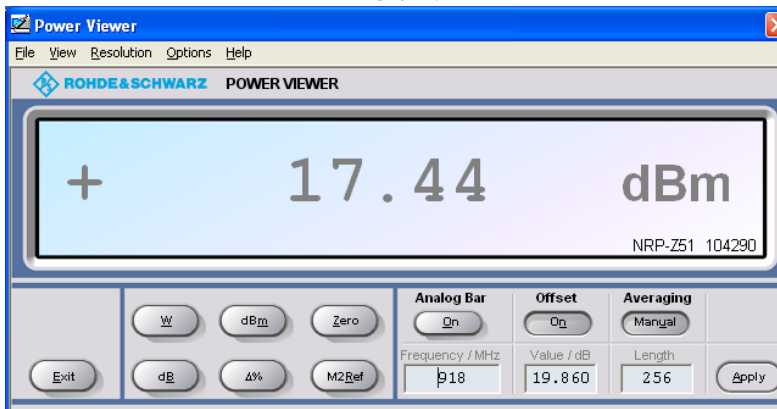 Power Viewer
File View Resolution Options Help
ROHDE&SCHWARZ POWER VIEWER
+ 17.44 dBm
NRP-Z51 104290
Analog Bar Offset Averaging
W dBm Zero On On Manual
Frequency / MHz Value / dB Length
Exit dB Δ% M2Ref 918 19.860 256 Apply